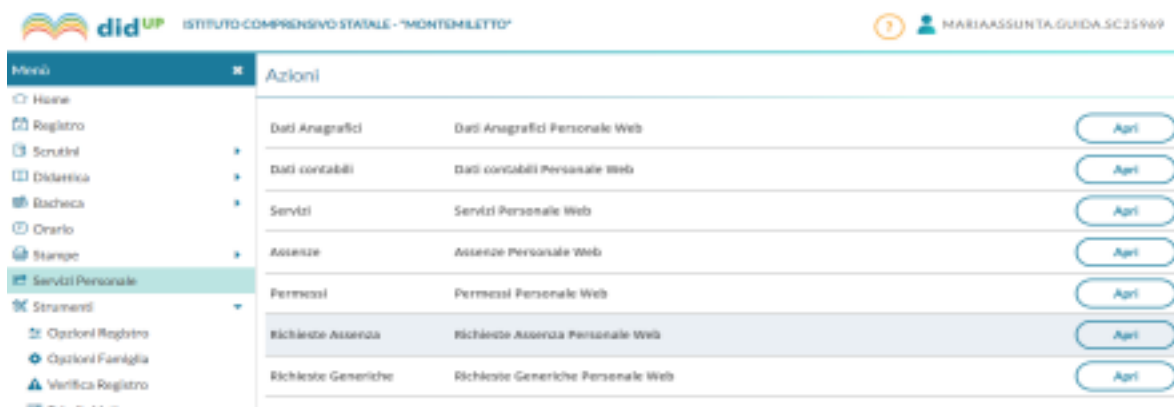 didUP ISTITUTO COMPRENSIVO STATALE - "MONTEMILETTO"
? MARIAASSUNTA.GUIDA.SC25969
Menù ✖
Home
Registro
Scrutini
Didattica
Bacheca
Orario
Stampe
Servizi Personale
Strumenti
Opzioni Registro
Opzioni Famiglia
Verifica Registro
Azioni
Dati Anagrafici Dati Anagrafici Personale Web Apri
Dati contabili Dati contabili Personale Web Apri
Servizi Servizi Personale Web Apri
Assenze Assenze Personale Web Apri
Permessi Permessi Personale Web Apri
Richieste Assenza Richieste Assenza Personale Web Apri
Richieste Generiche Richieste Generiche Personale Web Apri